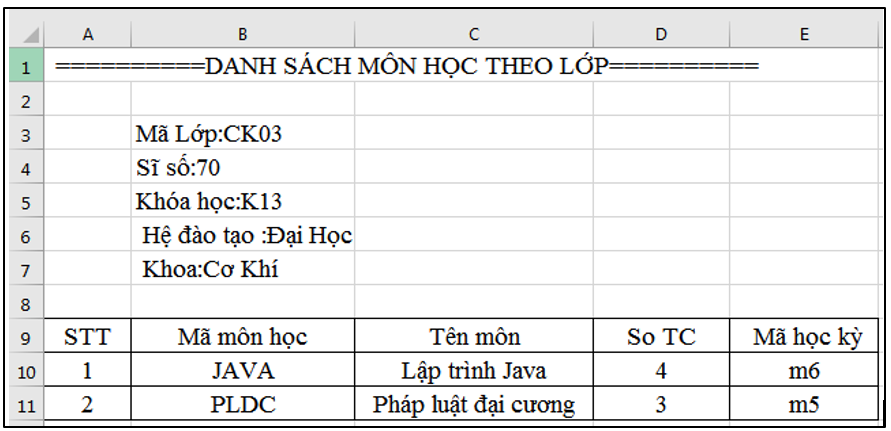 A B C D E
1 ==========DANH SÁCH MÔN HỌC THEO LỚP==========
2
3 Mã Lớp:CK03
4 Sĩ số:70
5 Khóa học:K13
6 Hệ đào tạo :Đại Học
7 Khoa:Cơ Khí
8
9 STT Mã môn học Tên môn So TC Mã học kỳ
10 1 JAVA Lập trình Java 4 m6
11 2 PLDC Pháp luật đại cương 3 m5